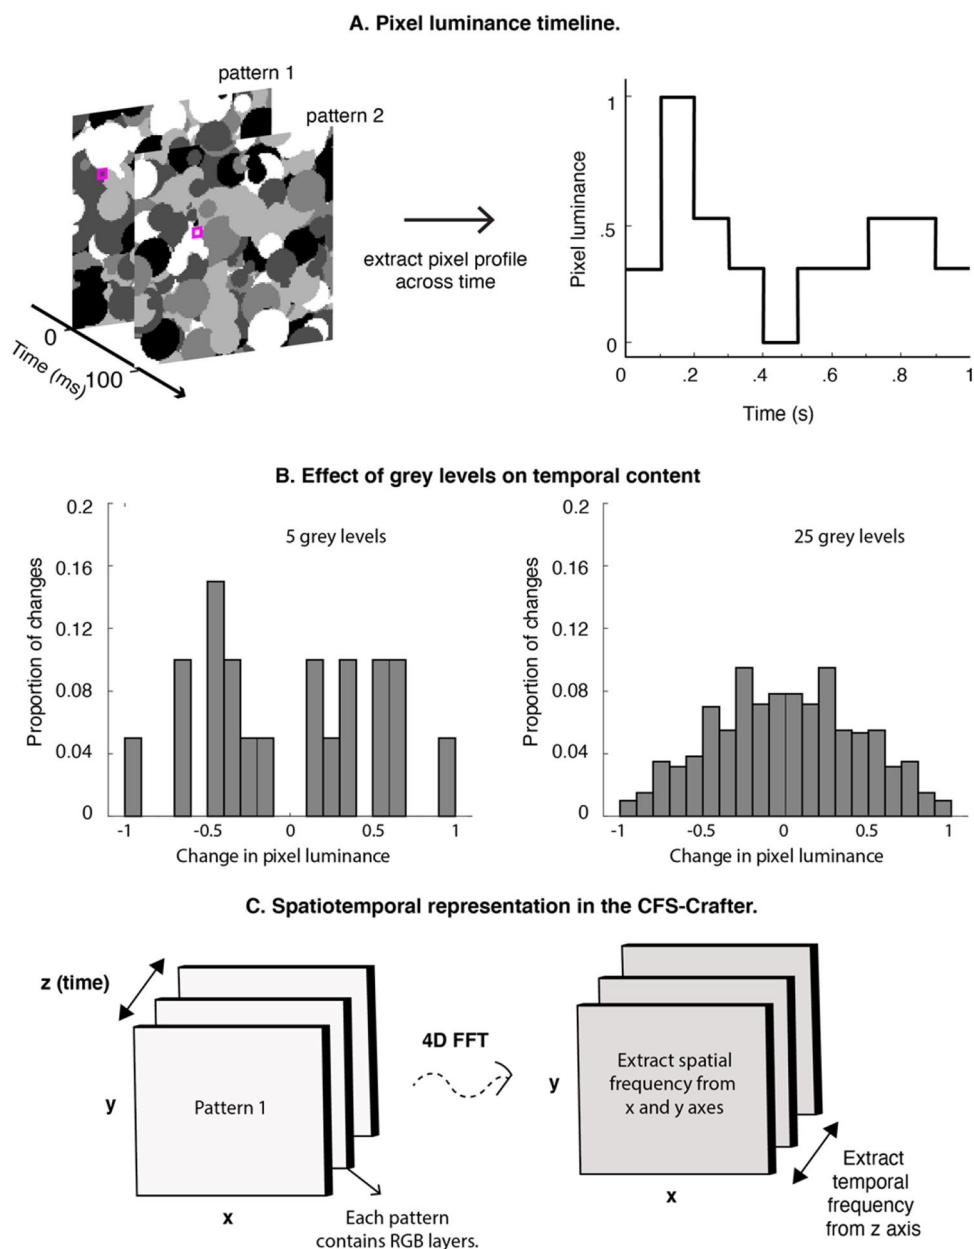 A. Pixel luminance timeline.
pattern 1
pattern 2
0
100
Time (ms)
extract pixel profile
across time
Pixel luminance
1
.5
0
0
.2
.4
.6
.8
1
Time (s)
B. Effect of grey levels on temporal content
5 grey levels
Proportion of changes
0.2
0.16
0.12
0.08
0.04
0
-1
-0.5
0
0.5
1
Change in pixel luminance
25 grey levels
Proportion of changes
0.2
0.16
0.12
0.08
0.04
0
-1
-0.5
0
0.5
1
Change in pixel luminance
C. Spatiotemporal representation in the CFS-Crafter.
z (time)
y
Pattern 1
x
Each pattern
contains RGB layers.
4D FFT
y
Extract spatial
frequency from
x and y axes
x
Extract
temporal
frequency
from z axis